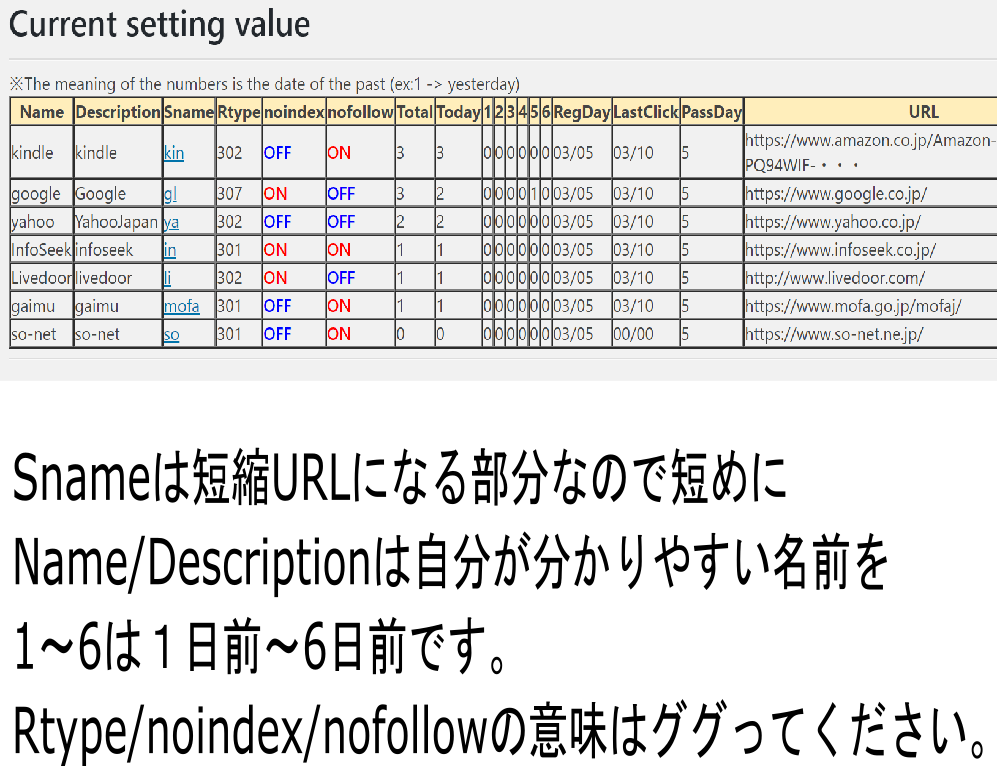 Current setting value
※The meaning of the numbers is the date of the past (ex:1 -> yesterday)
Name Description Sname Rtype noindex nofollow Total Today 1 2 3 4 5 6 RegDay LastClick PassDay URL
kindle kindle kin 302 OFF ON 3 3 0 0 0 0 0 0 03/05 03/10 5 https://www.amazon.co.jp/Amazon-
PQ94WIF-・・・
google Google gl 307 ON OFF 3 2 0 0 0 0 1 0 03/05 03/10 5 https://www.google.co.jp/
yahoo YahooJapan ya 302 OFF OFF 2 2 0 0 0 0 0 0 03/05 03/10 5 https://www.yahoo.co.jp/
InfoSeek infoseek in 301 ON ON 1 1 0 0 0 0 0 0 03/05 03/10 5 https://www.infoseek.co.jp/
Livedoor livedoor li 302 ON OFF 1 1 0 0 0 0 0 0 03/05 03/10 5 http://www.livedoor.com/
gaimu gaimu mofa 301 OFF ON 1 1 0 0 0 0 0 0 03/05 03/10 5 https://www.mofa.go.jp/mofaj/
so-net so-net so 301 OFF ON 0 0 0 0 0 0 0 0 03/05 00/00 5 https://www.so-net.ne.jp/
Snameは短縮URLになる部分なので短めに
Name/Descriptionは自分が分かりやすい名前を
1～6は１日前～6日前です。
Rtype/noindex/nofollowの意味はググってください。